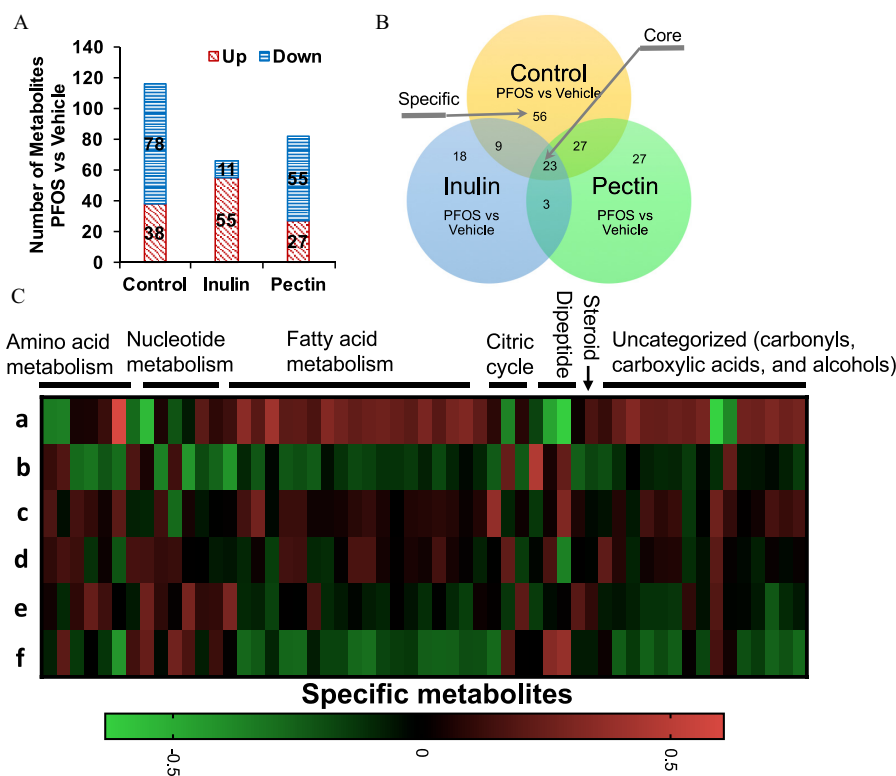 A
Number of Metabolites
PFOS vs Vehicle
140
120
100
80
60
40
20
0
Up
Down
78
38
11
55
55
27
Control
Inulin
Pectin
B
Core
Specific
Control
PFOS vs Vehicle
56
9
27
18
23
27
3
Inulin
PFOS vs
Vehicle
Pectin
PFOS vs
Vehicle
C
Amino acid
metabolism
Nucleotide
metabolism
Fatty acid
metabolism
Citric
cycle
Dipeptide
Steroid
Uncategorized (carbonyls,
carboxylic acids, and alcohols)
a
b
c
d
e
f
Specific metabolites
-0.5
0
0.5